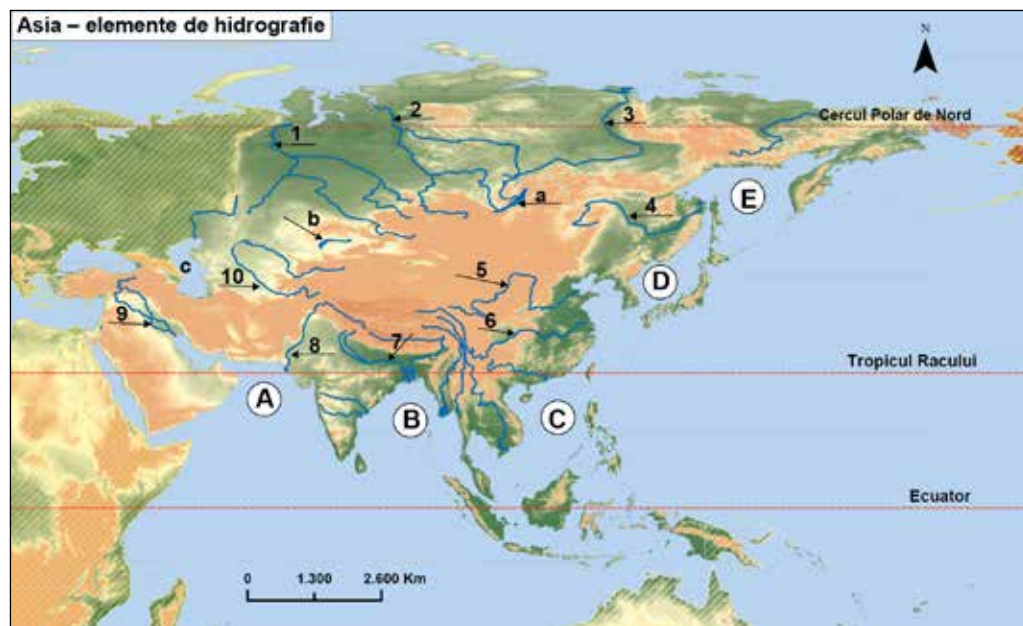 Asia – elemente de hidrografie
N
2
3
Cercul Polar de Nord
1
a
E
4
b
c
10
5
D
9
6
8
7
Tropicul Racului
A
B
C
Ecuator
0 1.300 2.600 Km